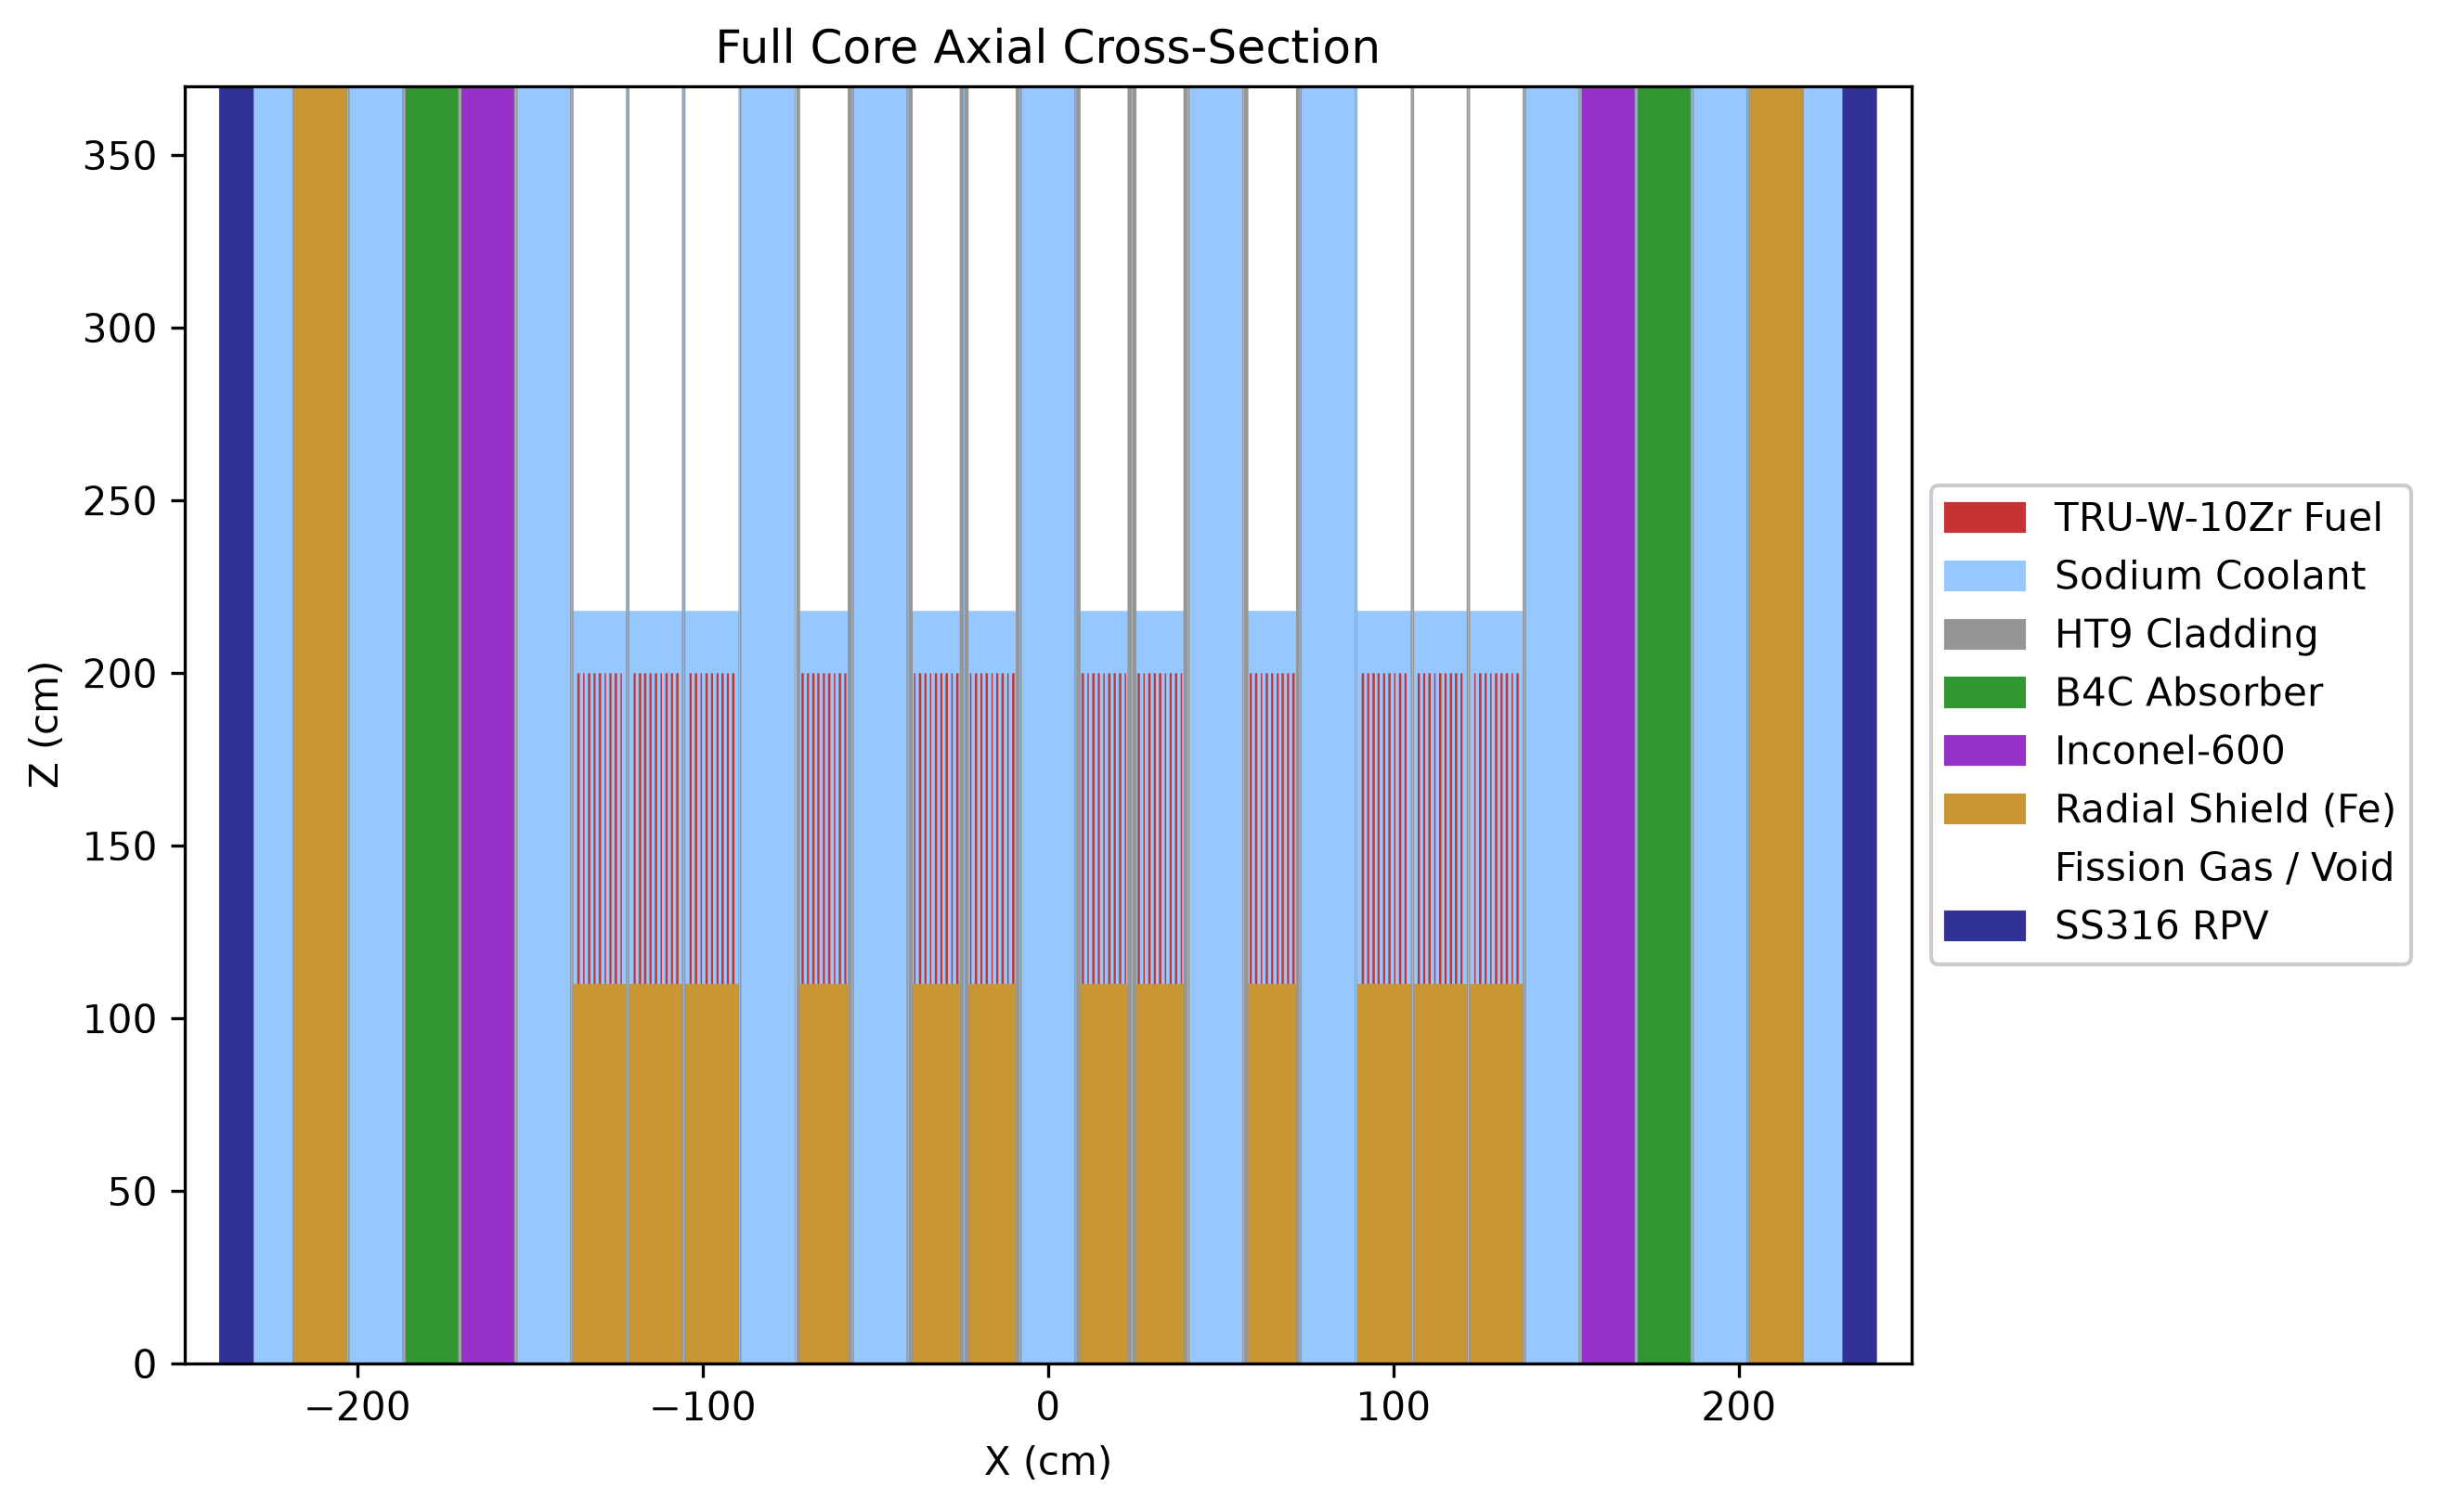 Full Core Axial Cross-Section
350
300
250
200
150
100
50
0
Z (cm)
−200
−100
0
100
200
X (cm)
TRU-W-10Zr Fuel
Sodium Coolant
HT9 Cladding
B4C Absorber
Inconel-600
Radial Shield (Fe)
Fission Gas / Void
SS316 RPV